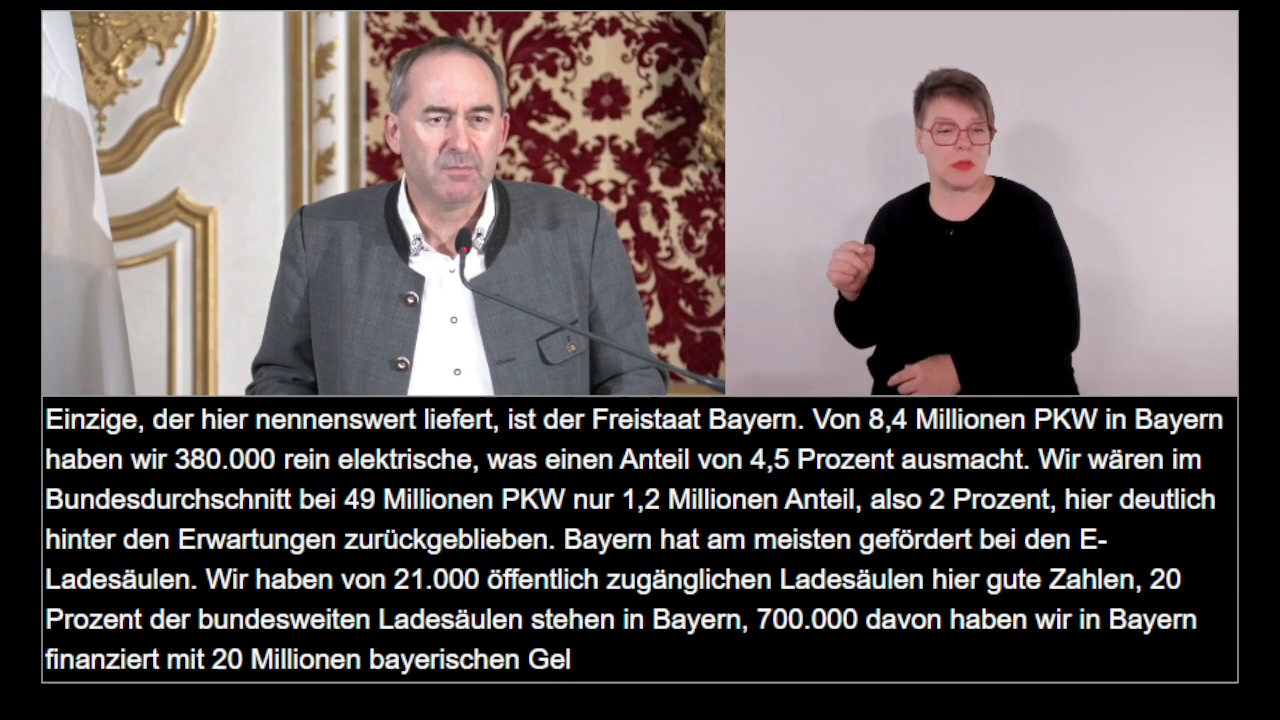 Einzige, der hier nennenswert liefert, ist der Freistaat Bayern. Von 8,4 Millionen PKW in Bayern
haben wir 380.000 rein elektrische, was einen Anteil von 4,5 Prozent ausmacht. Wir wären im
Bundesdurchschnitt bei 49 Millionen PKW nur 1,2 Millionen Anteil, also 2 Prozent, hier deutlich
hinter den Erwartungen zurückgeblieben. Bayern hat am meisten gefördert bei den E-
Ladesäulen. Wir haben von 21.000 öffentlich zugänglichen Ladesäulen hier gute Zahlen, 20
Prozent der bundesweiten Ladesäulen stehen in Bayern, 700.000 davon haben wir in Bayern
finanziert mit 20 Millionen bayerischen Gel